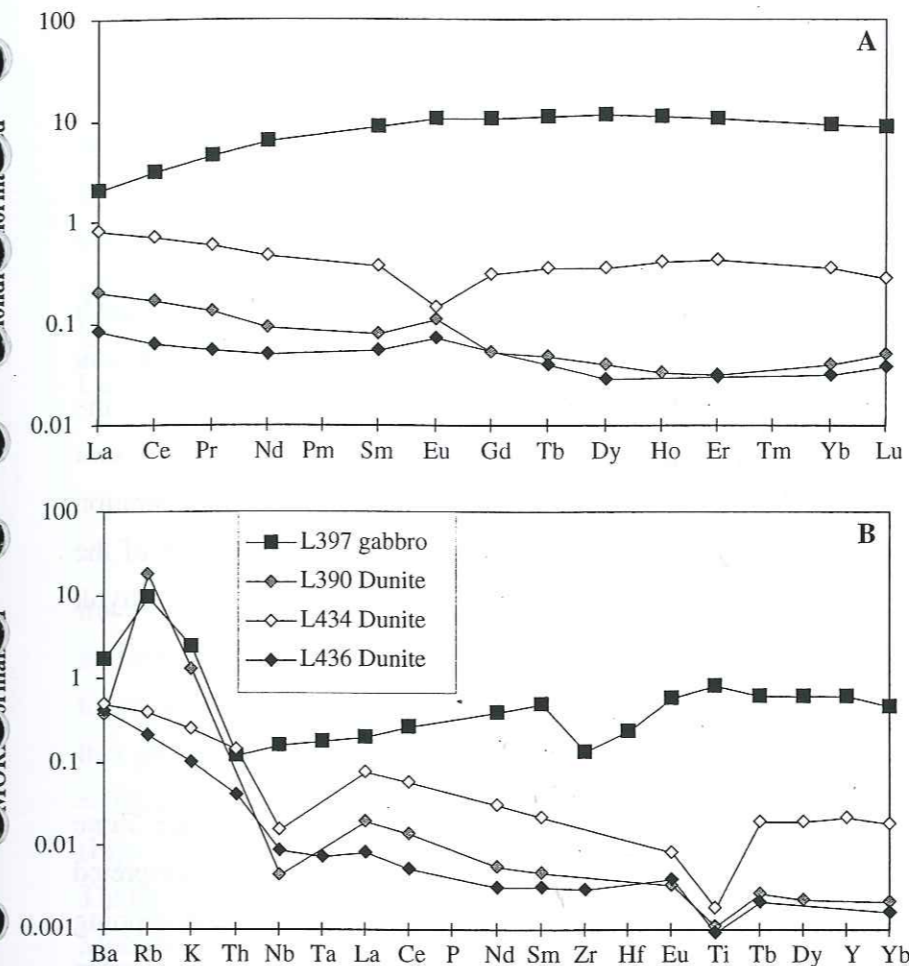 100
10
1
0.1
0.01
A
La Ce Pr Nd Pm Sm Eu Gd Tb Dy Ho Er Tm Yb Lu
100
10
1
0.1
0.01
0.001
B
L397 gabbro
L390 Dunite
L434 Dunite
L436 Dunite
Ba Rb K Th Nb Ta La Ce P Nd Sm Zr Hf Eu Ti Tb Dy Y Yb